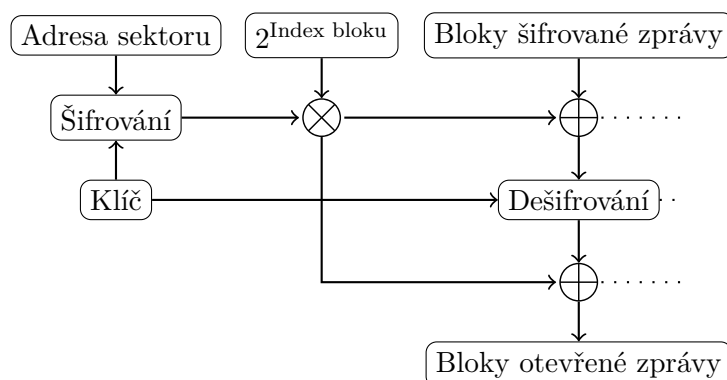 Adresa sektoru
2^Index bloku
Bloky šifrované zprávy
Šifrování
Klíč
Dešifrování
Bloky otevřené zprávy